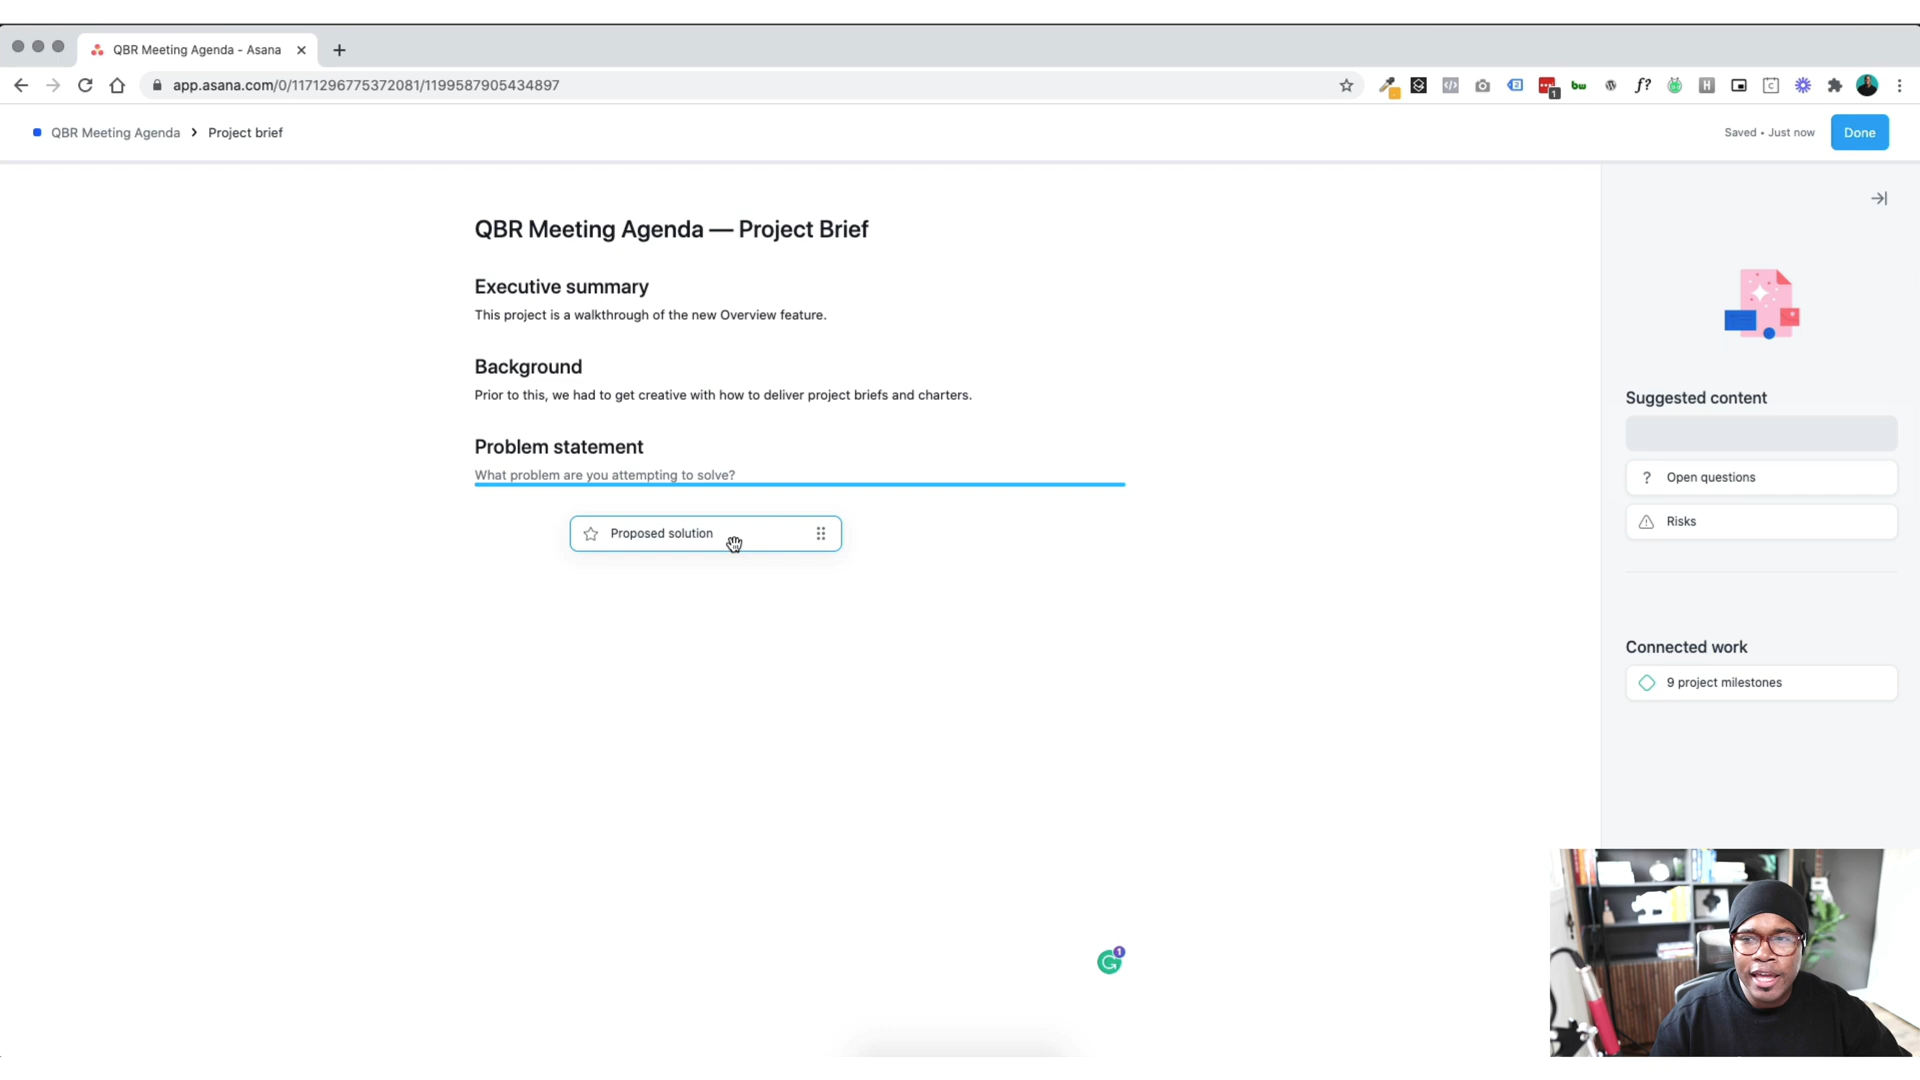 QBR Meeting Agenda - Asana
app.asana.com/0/1171296775372081/1199587905434897
1
bw
f?
H
C
QBR Meeting Agenda › Project brief
Saved • Just now
Done
QBR Meeting Agenda — Project Brief
Executive summary
This project is a walkthrough of the new Overview feature.
Background
Prior to this, we had to get creative with how to deliver project briefs and charters.
Problem statement
What problem are you attempting to solve?
Proposed solution
Suggested content
? Open questions
Risks
Connected work
9 project milestones
1